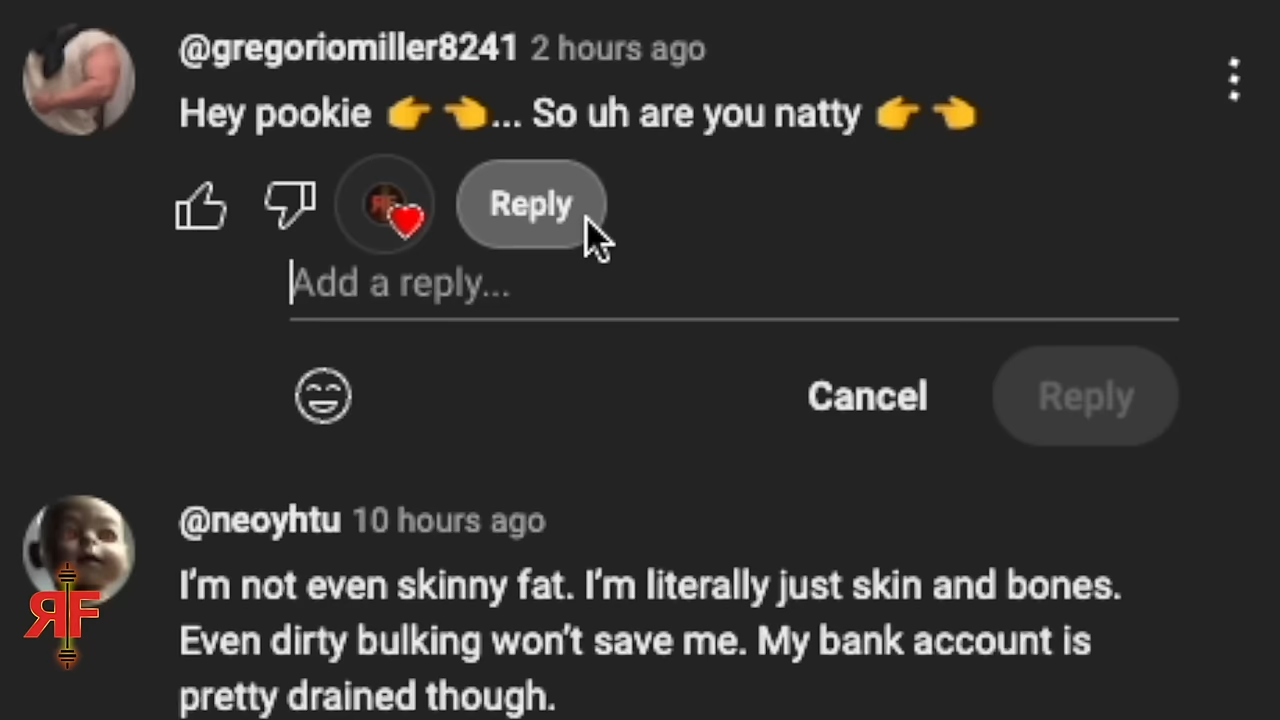 @gregoriomiller8241 2 hours ago
Hey pookie 👉 👈... So uh are you natty 👉 👈
RF
Reply
Add a reply...
Cancel
Reply
@neoyhtu 10 hours ago
I'm not even skinny fat. I'm literally just skin and bones.
Even dirty bulking won't save me. My bank account is
pretty drained though.
RF